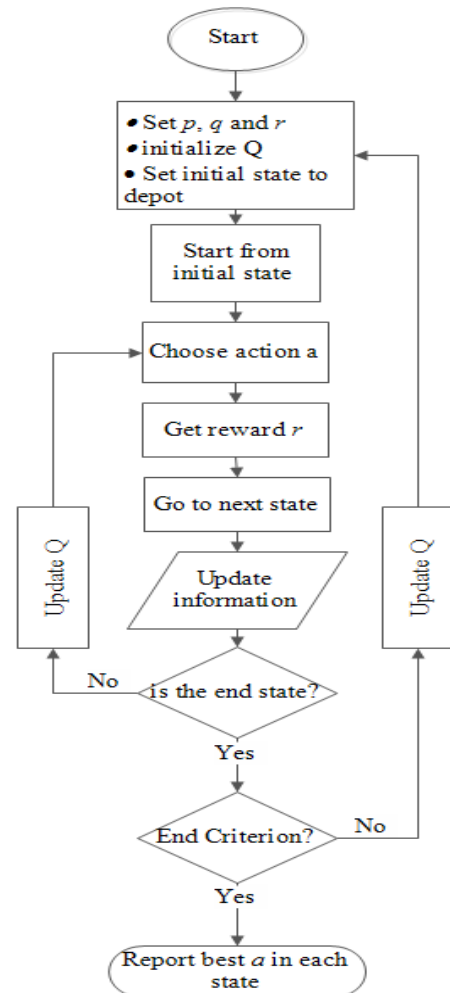 Start
• Set p, q and r
• initialize Q
• Set initial state to
depot
Start from
initial state
Choose action a
Get reward r
Go to next state
Update Q
Update Q
Update
information
No
is the end state?
Yes
End Criterion?
No
Yes
Report best a in each
state